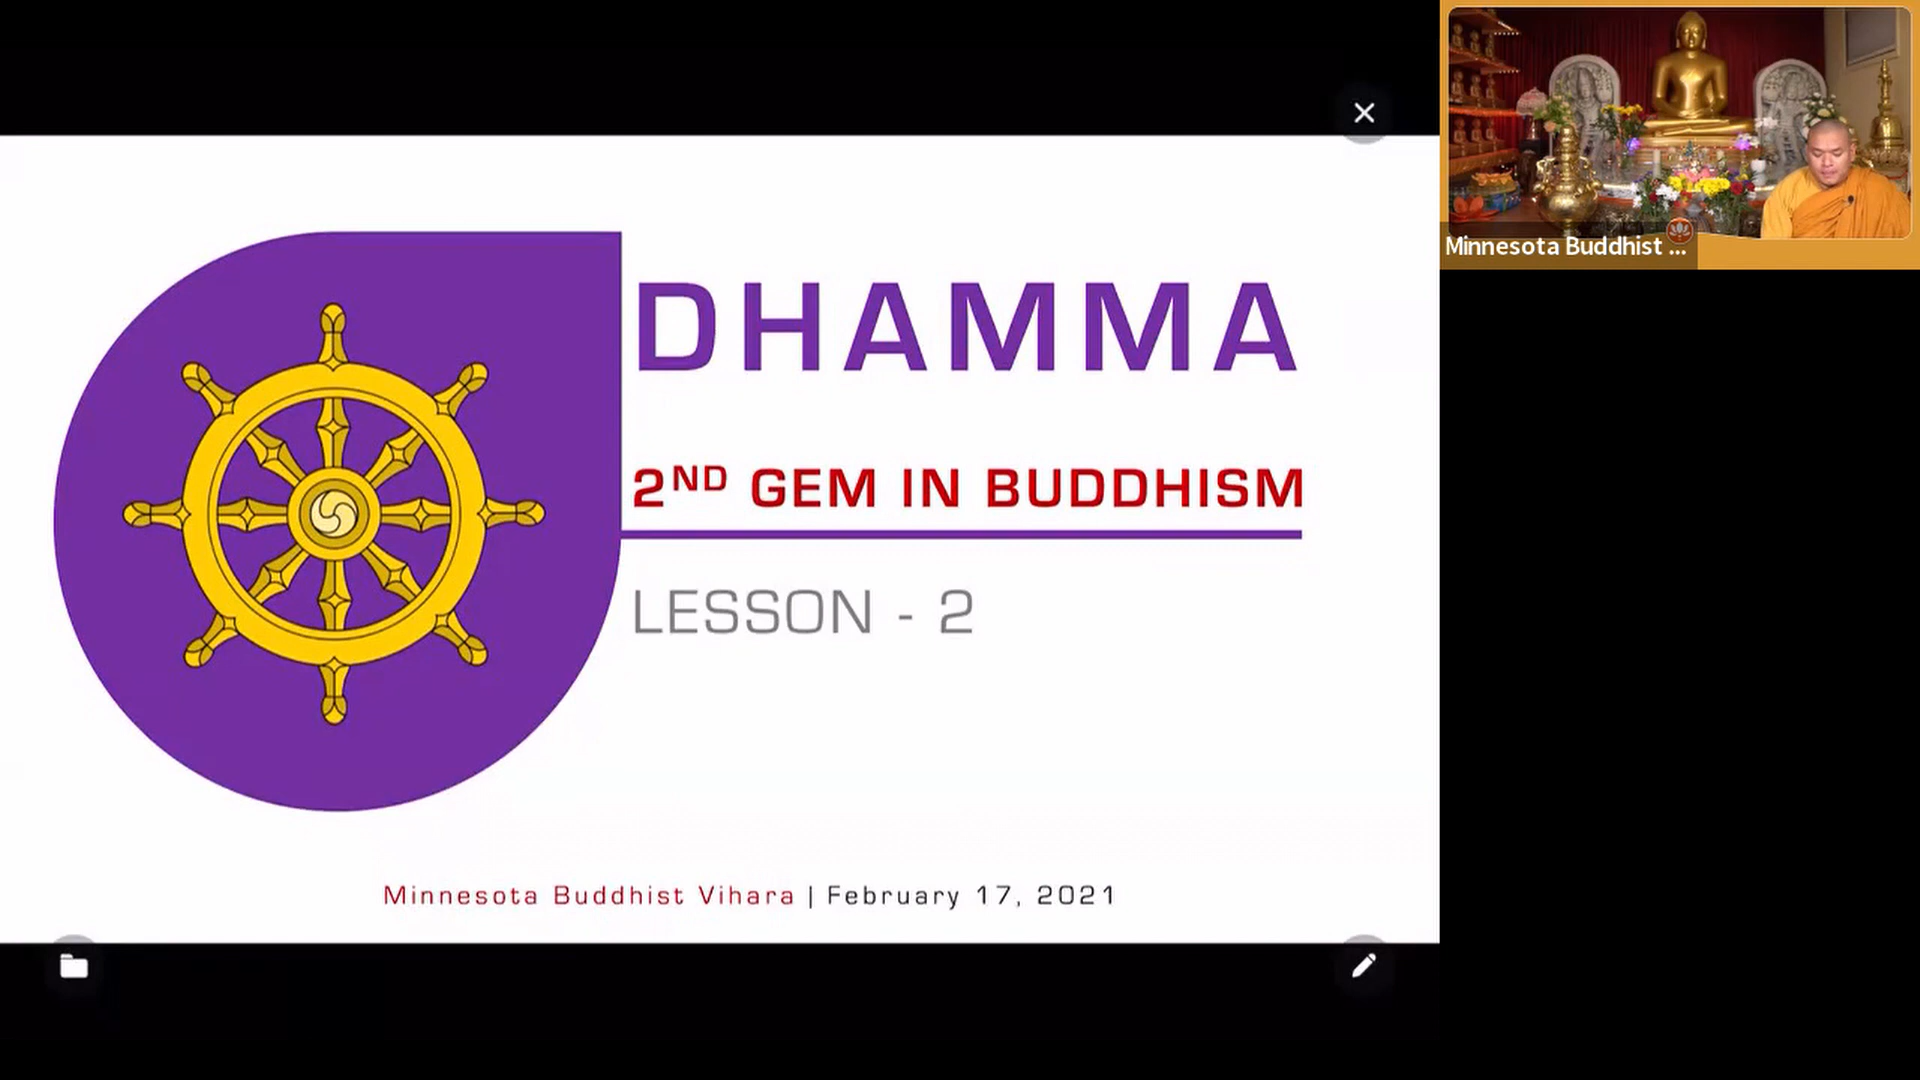 DHAMMA
2ND GEM IN BUDDHISM
LESSON - 2
Minnesota Buddhist Vihara | February 17, 2021
Minnesota Buddhist ...